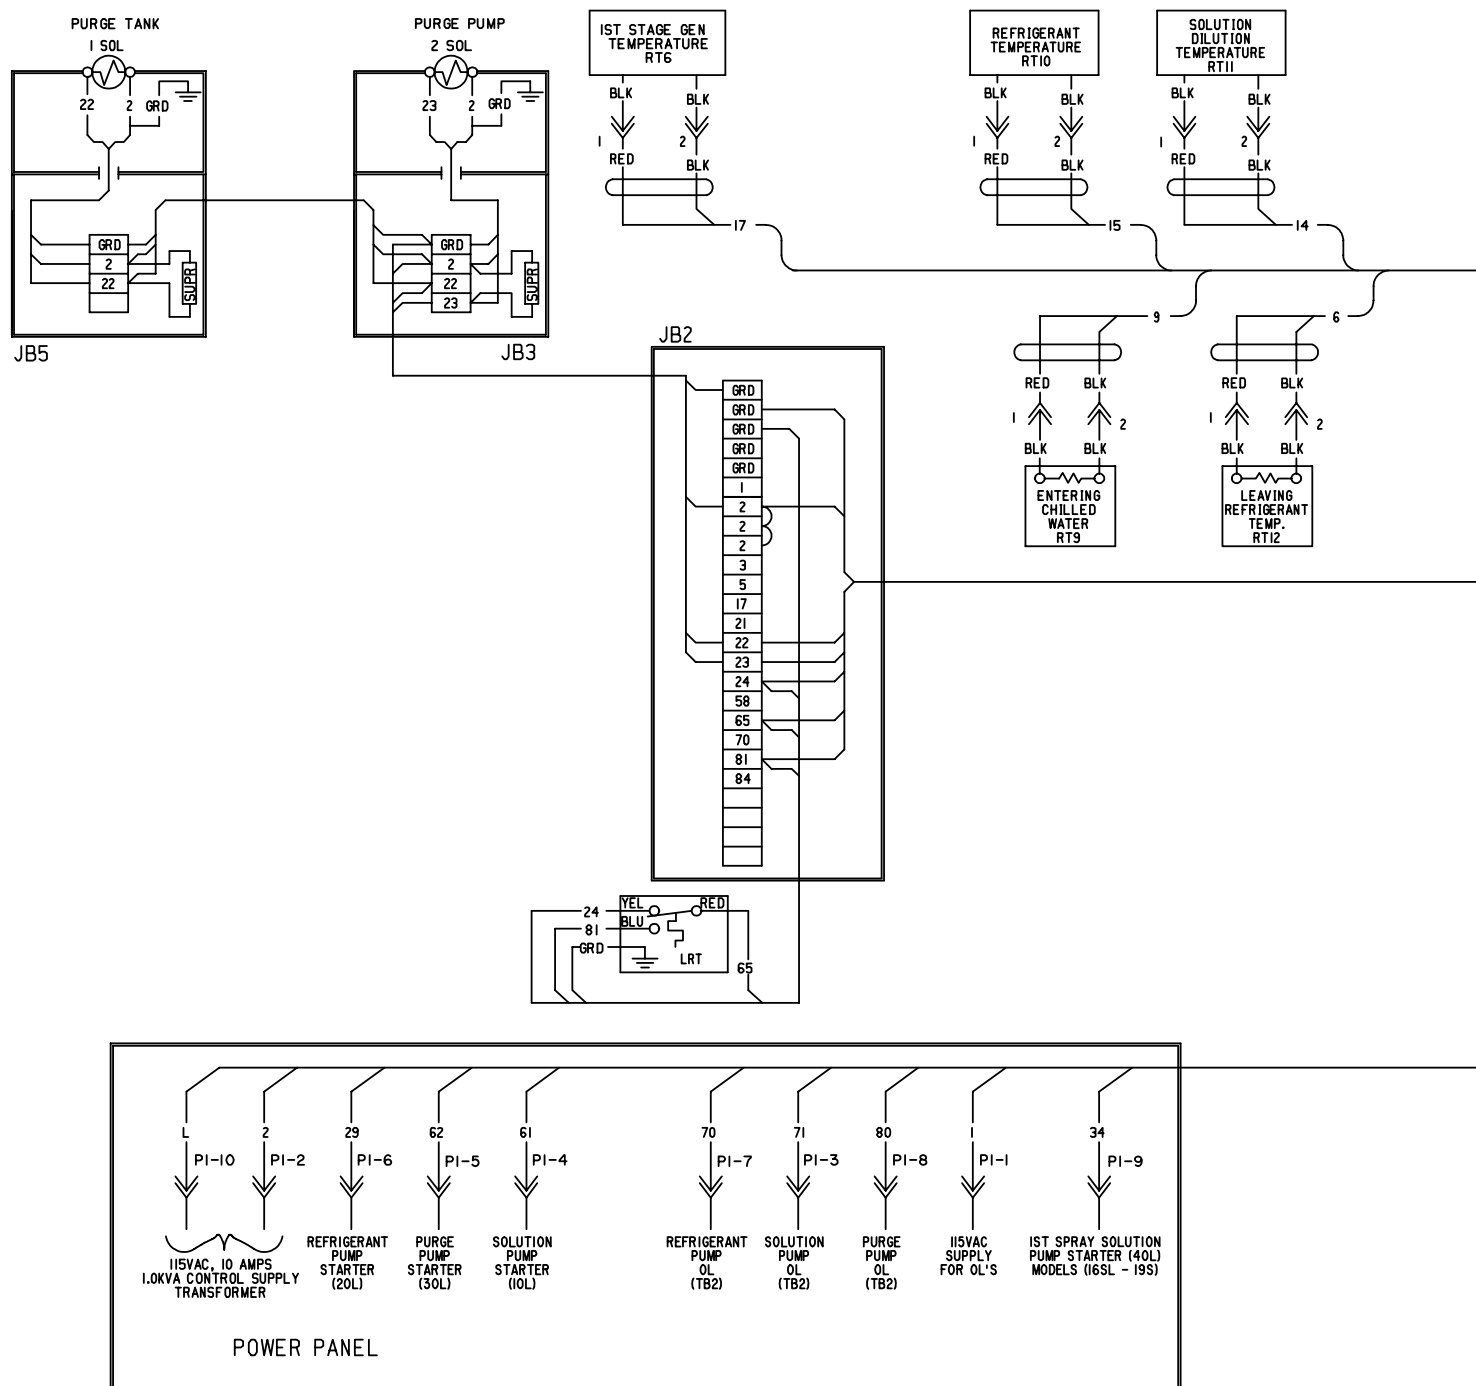 PURGE TANK
1 SOL
22
2
GRD
GRD
2
22
SUPR
JB5
PURGE PUMP
2 SOL
23
2
GRD
GRD
2
22
23
SUPR
JB3
1ST STAGE GEN
TEMPERATURE
RT6
BLK
BLK
1
2
RED
BLK
17
REFRIGERANT
TEMPERATURE
RT10
BLK
BLK
1
2
RED
BLK
15
SOLUTION
DILUTION
TEMPERATURE
RT11
BLK
BLK
1
2
RED
BLK
14
9
RED
BLK
1
2
BLK
BLK
ENTERING
CHILLED
WATER
RT9
6
RED
BLK
1
2
BLK
BLK
LEAVING
REFRIGERANT
TEMP.
RT12
JB2
GRD
GRD
GRD
GRD
GRD
1
2
2
2
3
5
17
21
22
23
24
58
65
70
81
84
24
YEL
RED
81
BLU
GRD
LRT
65
L
2
29
62
61
70
71
80
1
34
P1-10
P1-2
P1-6
P1-5
P1-4
P1-7
P1-3
P1-8
P1-1
P1-9
115VAC, 10 AMPS
1.0KVA CONTROL SUPPLY
TRANSFORMER
REFRIGERANT
PUMP
STARTER
(20L)
PURGE
PUMP
STARTER
(30L)
SOLUTION
PUMP
STARTER
(10L)
REFRIGERANT
PUMP
OL
(TB2)
SOLUTION
PUMP
OL
(TB2)
PURGE
PUMP
OL
(TB2)
115VAC
SUPPLY
FOR OL'S
1ST SPRAY SOLUTION
PUMP STARTER (40L)
MODELS (16SL - 19S)
POWER PANEL